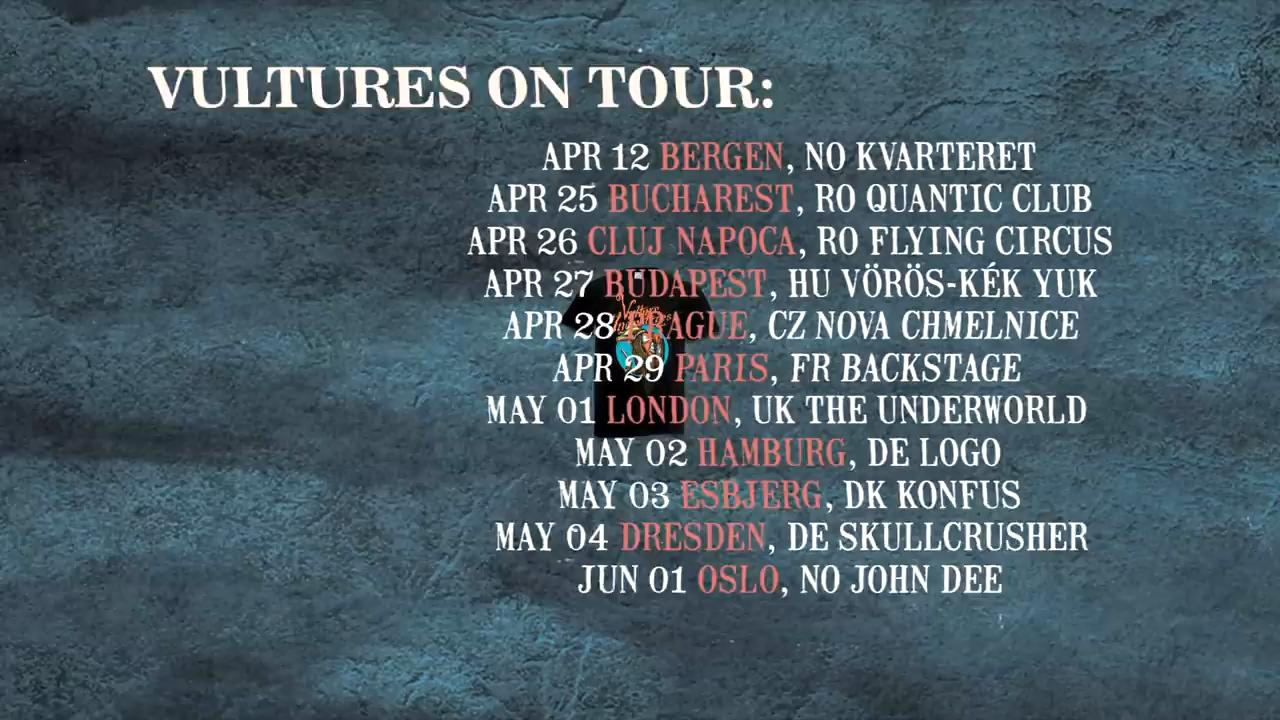 VULTURES ON TOUR:
APR 12 BERGEN, NO KVARTERET
APR 25 BUCHAREST, RO QUANTIC CLUB
APR 26 CLUJ NAPOCA, RO FLYING CIRCUS
APR 27 BUDAPEST, HU VÖRÖS-KÉK YUK
APR 28 PRAGUE, CZ NOVA CHMELNICE
APR 29 PARIS, FR BACKSTAGE
MAY 01 LONDON, UK THE UNDERWORLD
MAY 02 HAMBURG, DE LOGO
MAY 03 ESBJERG, DK KONFUS
MAY 04 DRESDEN, DE SKULLCRUSHER
JUN 01 OSLO, NO JOHN DEE